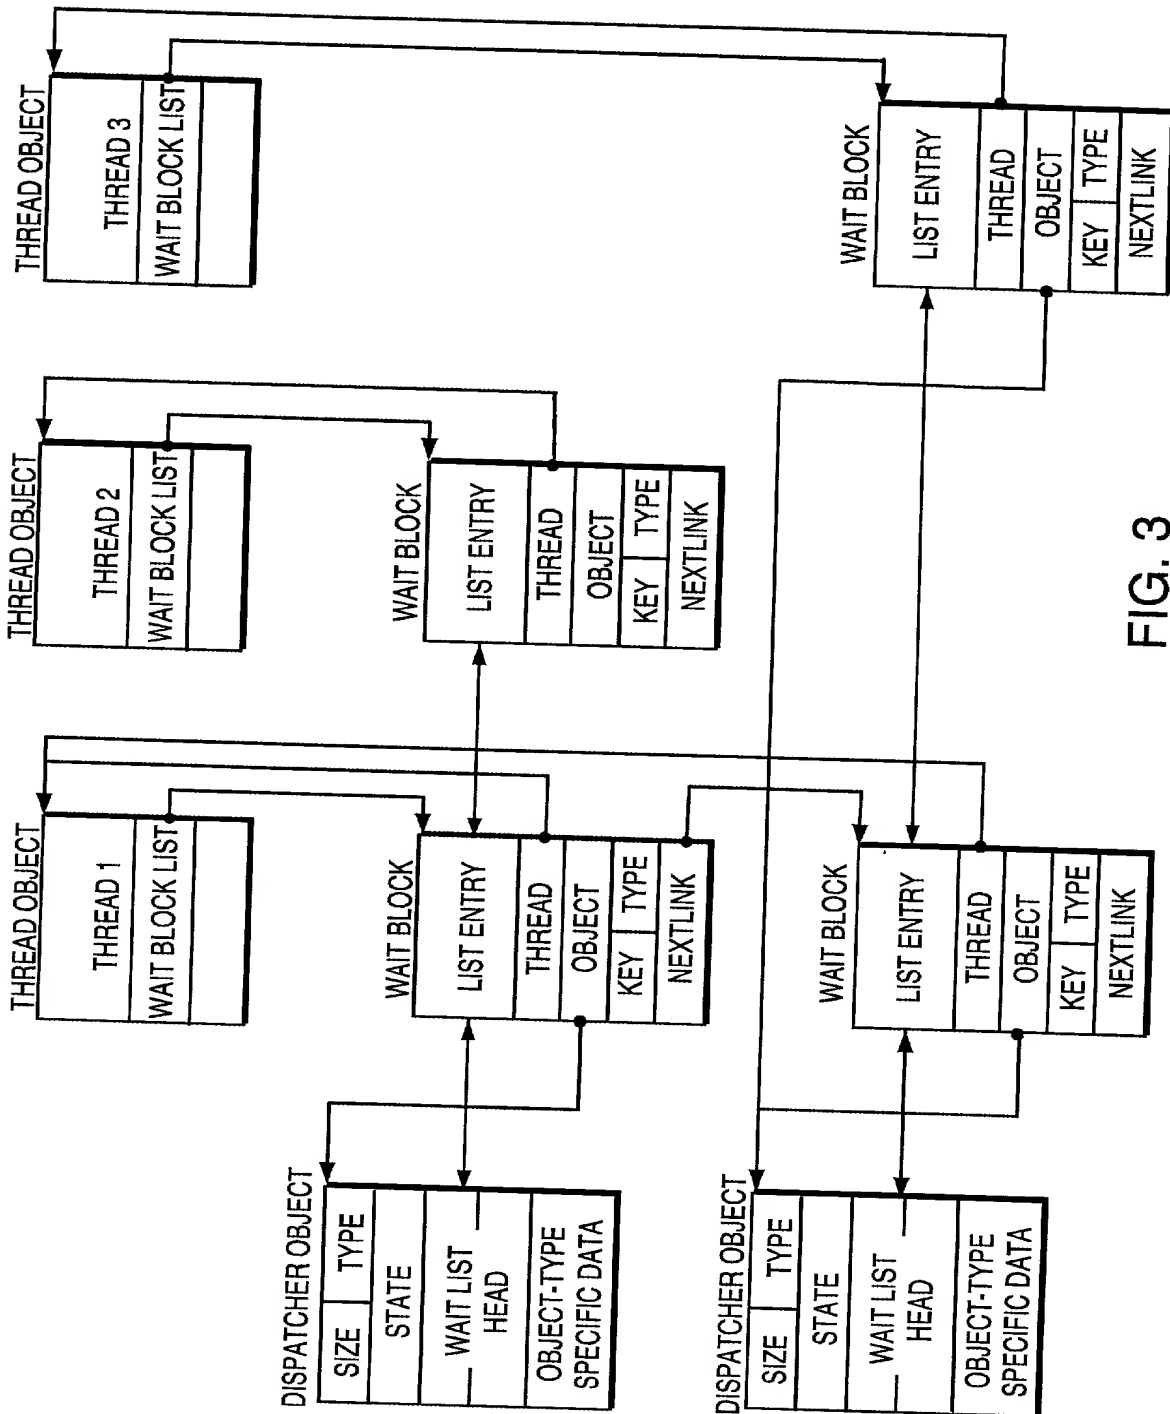 THREAD OBJECT
THREAD 1
WAIT BLOCK LIST
THREAD OBJECT
THREAD 2
WAIT BLOCK LIST
THREAD OBJECT
THREAD 3
WAIT BLOCK LIST
DISPATCHER OBJECT
SIZE TYPE
STATE
WAIT LIST
HEAD
OBJECT-TYPE
SPECIFIC DATA
WAIT BLOCK
LIST ENTRY
THREAD
OBJECT
KEY TYPE
NEXTLINK
WAIT BLOCK
LIST ENTRY
THREAD
OBJECT
KEY TYPE
NEXTLINK
DISPATCHER OBJECT
SIZE TYPE
STATE
WAIT LIST
HEAD
OBJECT-TYPE
SPECIFIC DATA
WAIT BLOCK
LIST ENTRY
THREAD
OBJECT
KEY TYPE
NEXTLINK
WAIT BLOCK
LIST ENTRY
THREAD
OBJECT
KEY TYPE
NEXTLINK
FIG. 3